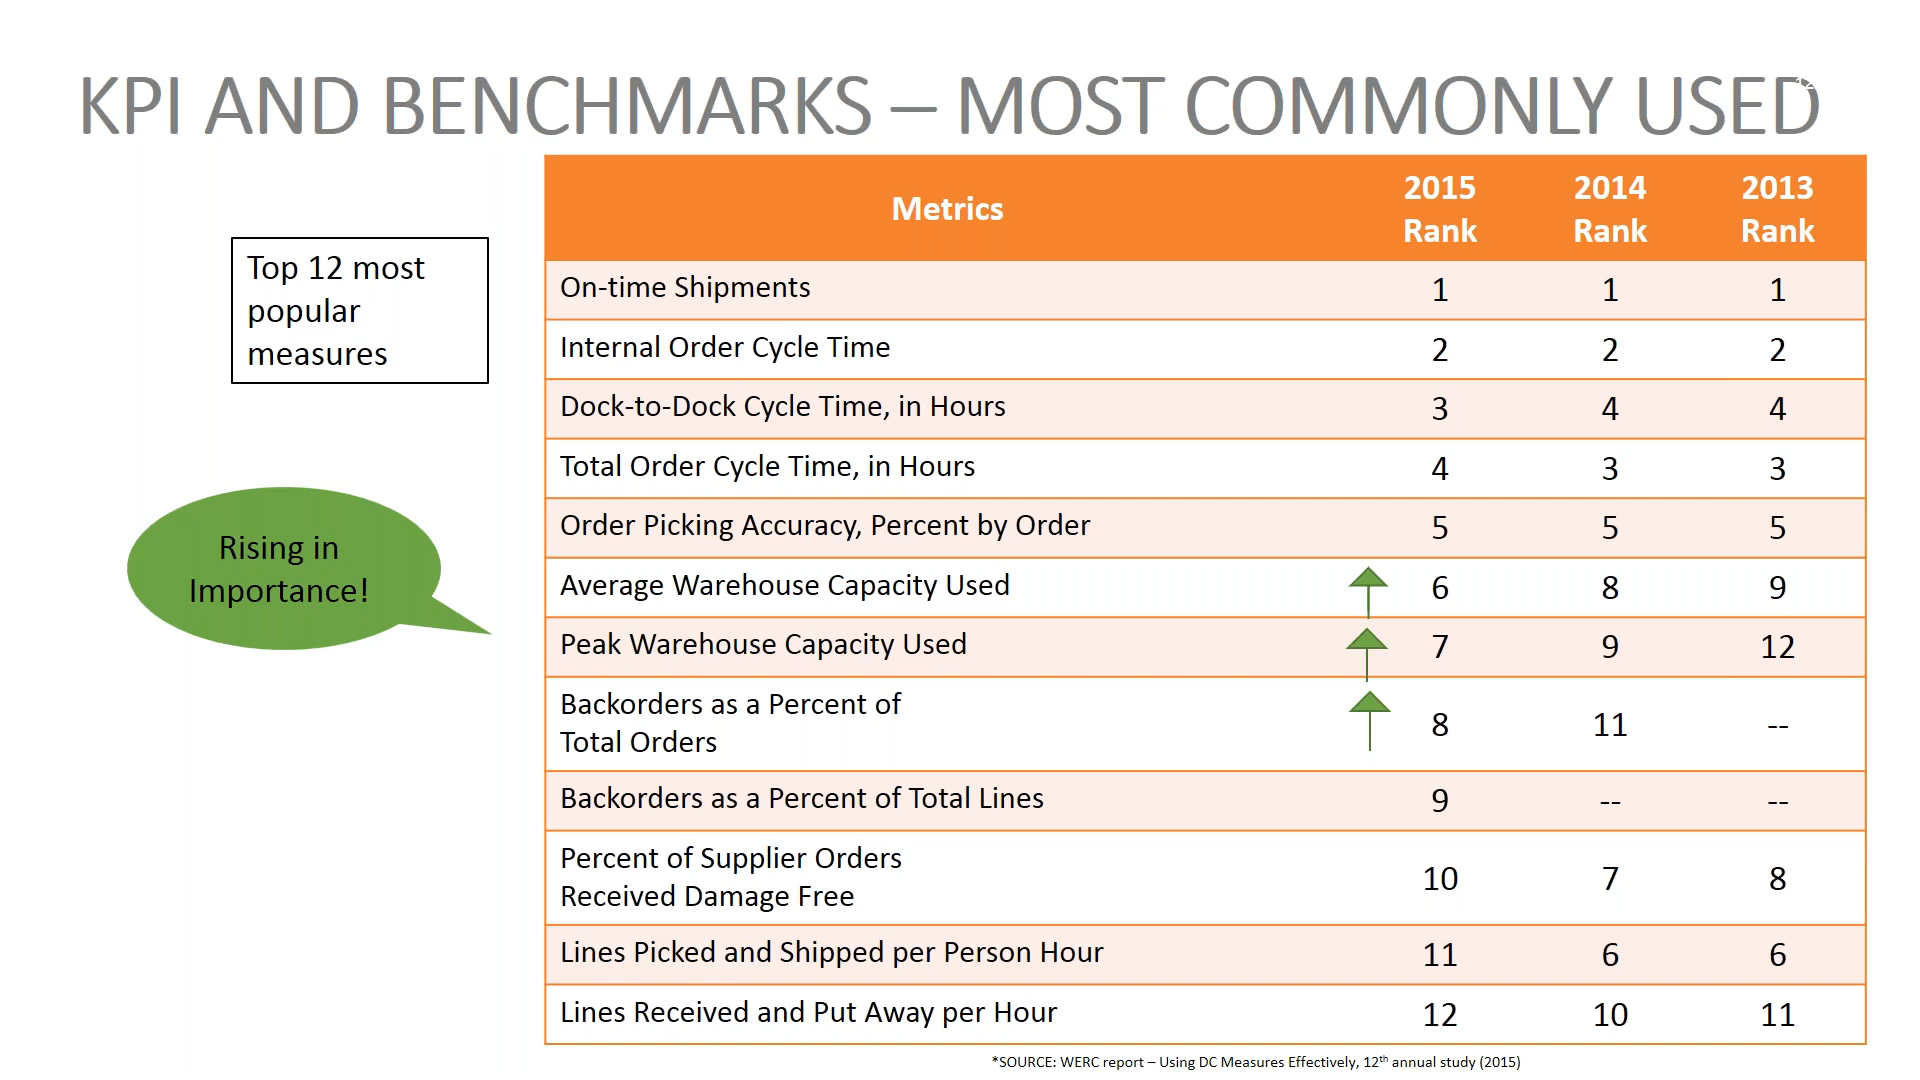 KPI AND BENCHMARKS – MOST COMMONLY USED
12
Top 12 most
popular
measures
Rising in
Importance!
Metrics 2015 Rank 2014 Rank 2013 Rank
On-time Shipments 1 1 1
Internal Order Cycle Time 2 2 2
Dock-to-Dock Cycle Time, in Hours 3 4 4
Total Order Cycle Time, in Hours 4 3 3
Order Picking Accuracy, Percent by Order 5 5 5
Average Warehouse Capacity Used 6 8 9
Peak Warehouse Capacity Used 7 9 12
Backorders as a Percent of
Total Orders 8 11 --
Backorders as a Percent of Total Lines 9 -- --
Percent of Supplier Orders
Received Damage Free 10 7 8
Lines Picked and Shipped per Person Hour 11 6 6
Lines Received and Put Away per Hour 12 10 11
*SOURCE: WERC report – Using DC Measures Effectively, 12th annual study (2015)